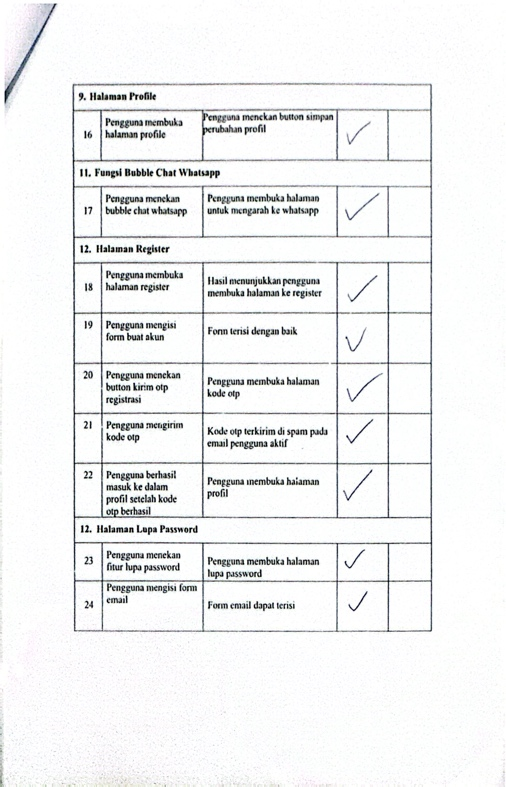 9. Halaman Profile
16
Pengguna membuka
halaman profile
Pengguna menekan button simpan
perubahan profil
11. Fungsi Bubble Chat Whatsapp
17
Pengguna menekan
bubble chat whatsapp
Pengguna membuka halaman
untuk mengarah ke whatsapp
12. Halaman Register
18
Pengguna membuka
halaman register
Hasil menunjukkan pengguna
membuka halaman ke register
19
Pengguna mengisi
form buat akun
Form terisi dengan baik
20
Pengguna menekan
button kirim otp
registrasi
Pengguna membuka halaman
kode otp
21
Pengguna mengirim
kode otp
Kode otp terkirim di spam pada
email pengguna aktif
22
Pengguna berhasil
masuk ke dalam
profil setelah kode
otp berhasil
Pengguna membuka halaman
profil
12. Halaman Lupa Password
23
Pengguna menekan
fitur lupa password
Pengguna membuka halaman
lupa password
24
Pengguna mengisi form
email
Form email dapat terisi